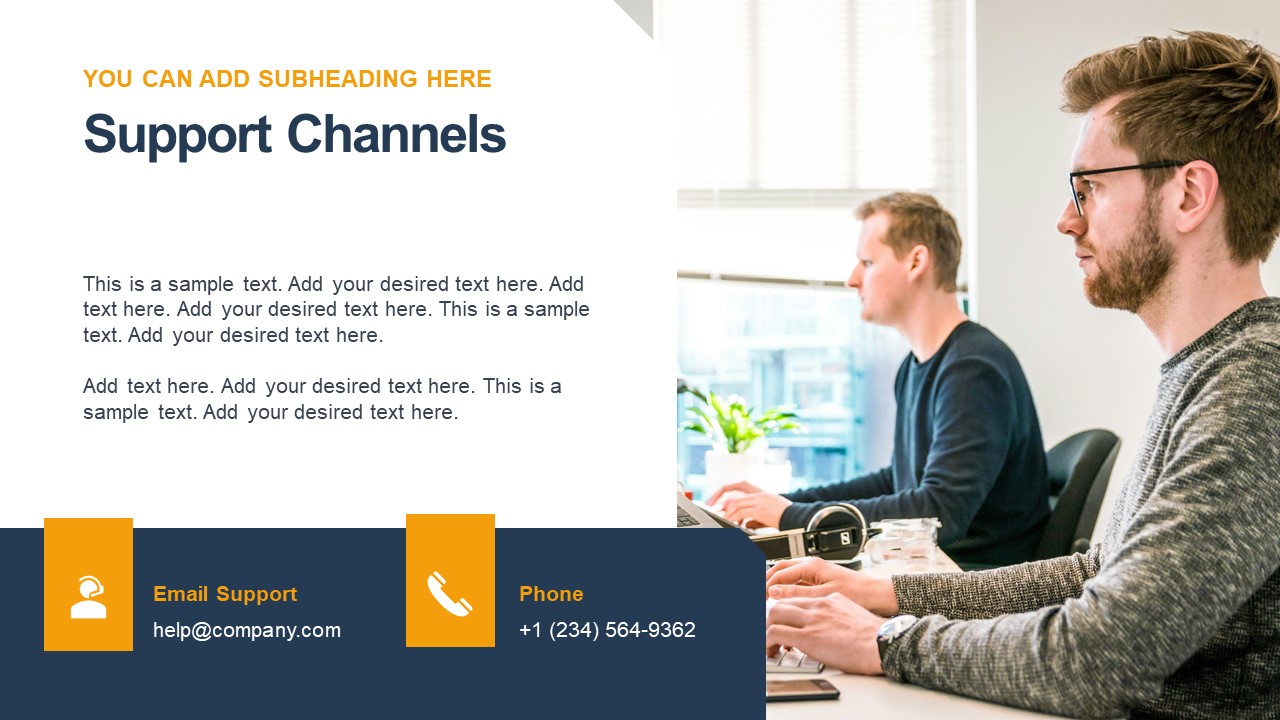 YOU CAN ADD SUBHEADING HERE
Support Channels
This is a sample text. Add your desired text here. Add
text here. Add your desired text here. This is a sample
text. Add your desired text here.
Add text here. Add your desired text here. This is a
sample text. Add your desired text here.
Email Support
help@company.com
Phone
+1 (234) 564-9362